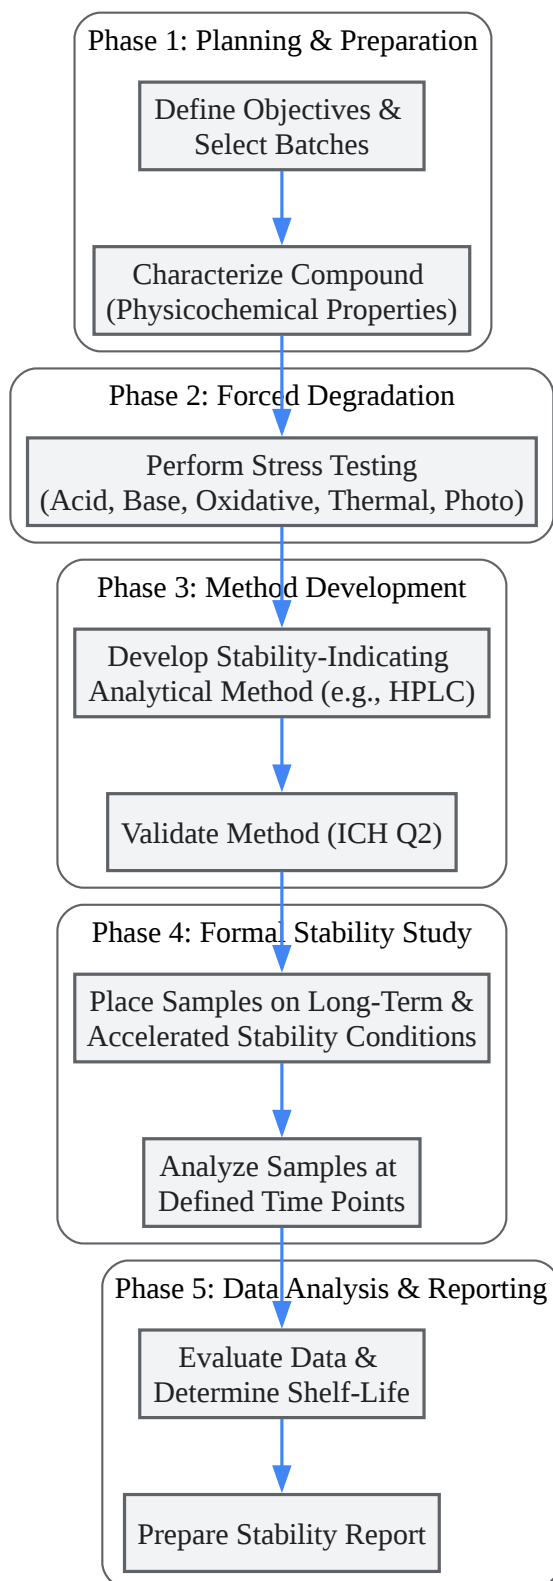 Phase 1: Planning & Preparation
Define Objectives &
Select Batches
Characterize Compound
(Physicochemical Properties)
Phase 2: Forced Degradation
Perform Stress Testing
(Acid, Base, Oxidative, Thermal, Photo)
Phase 3: Method Development
Develop Stability-Indicating
Analytical Method (e.g., HPLC)
Validate Method (ICH Q2)
Phase 4: Formal Stability Study
Place Samples on Long-Term &
Accelerated Stability Conditions
Analyze Samples at
Defined Time Points
Phase 5: Data Analysis & Reporting
Evaluate Data &
Determine Shelf-Life
Prepare Stability Report